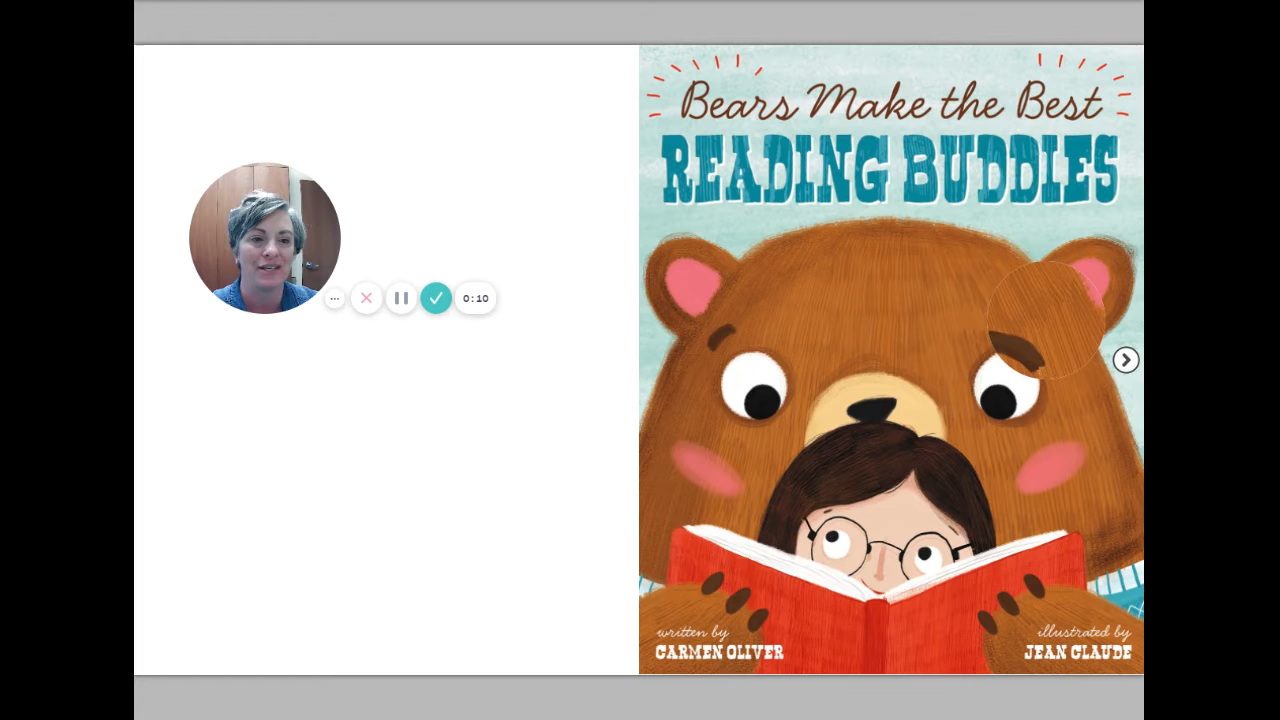 Bears Make the Best
READING BUDDIES
0:10
written by
CARMEN OLIVER
illustrated by
JEAN CLAUDE